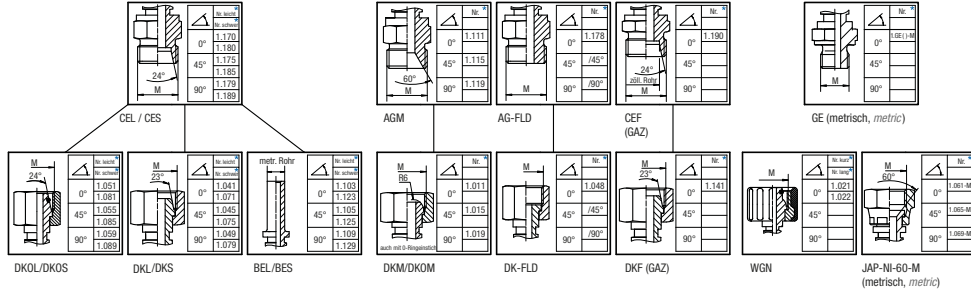 Nr. leicht*
Nr. schwer*
0°
1.170
1.180
45°
1.175
1.185
90°
1.179
1.189
24°
M
CEL / CES
Nr.*
0°
1.111
45°
1.115
90°
1.119
60°
M
AGM
Nr.*
0°
1.178
45°
/45°
90°
/90°
M
AG-FLD
Nr.*
0°
1.190
45°
90°
24°
zöll. Rohr
M
CEF
(GAZ)
Nr.*
0°
1.GE ( )-M
45°
90°
M
GE (metrisch, metric)
M
24°
Nr. leicht*
Nr. schwer*
0°
1.051
1.081
45°
1.055
1.085
90°
1.059
1.089
DKOL/DKOS
M
23°
Nr. leicht*
Nr. schwer*
0°
1.041
1.071
45°
1.045
1.075
90°
1.049
1.079
DKL/DKS
metr. Rohr
Nr. leicht*
Nr. schwer*
0°
1.103
1.123
45°
1.105
1.125
90°
1.109
1.129
BEL/BES
M
R6
Nr.*
0°
1.011
45°
1.015
90°
1.019
auch mit O-Ringeinstich
DKM/DKOM
M
Nr.*
0°
1.048
45°
/45°
90°
/90°
DK-FLD
M
23°
Nr.*
0°
1.141
45°
90°
DKF (GAZ)
M
Nr. kurz*
Nr. lang*
0°
1.021
1.022
45°
90°
WGN
M
60°
Nr.*
0°
1.061-M
45°
1.065-M
90°
1.069-M
JAP-NI-60-M
(metrisch, metric)